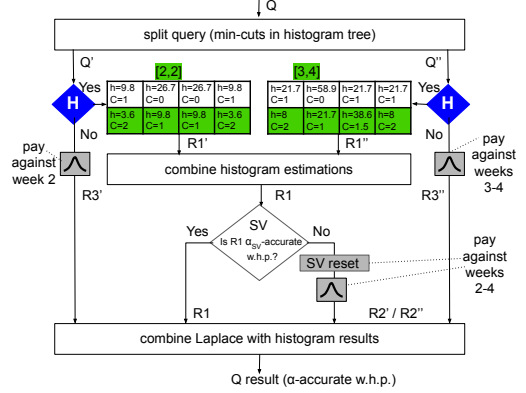 Q
split query (min-cuts in histogram tree)
Q'
[2,2]
[3,4]
Q''
Yes
H
h=9.8 h=26.7 h=26.7 h=9.8
C=1 C=0 C=0 C=1
h=3.6 h=9.8 h=9.8 h=3.6
C=2 C=1 C=1 C=2
h=21.7 h=58.9 h=21.7 h=21.7
C=1 C=0 C=1 C=1
h=8 h=21.7 h=38.6 h=8
C=2 C=1 C=1.5 C=2
Yes
H
No
No
pay
against
week 2
R1'
R1''
pay
against
weeks
3-4
combine histogram estimations
R3'
R1
R3''
SV
Yes
No
Is R1 αSV-accurate
w.h.p.?
SV reset
pay
against
weeks
2-4
R1
R2' / R2''
combine Laplace with histogram results
Q result (α-accurate w.h.p.)